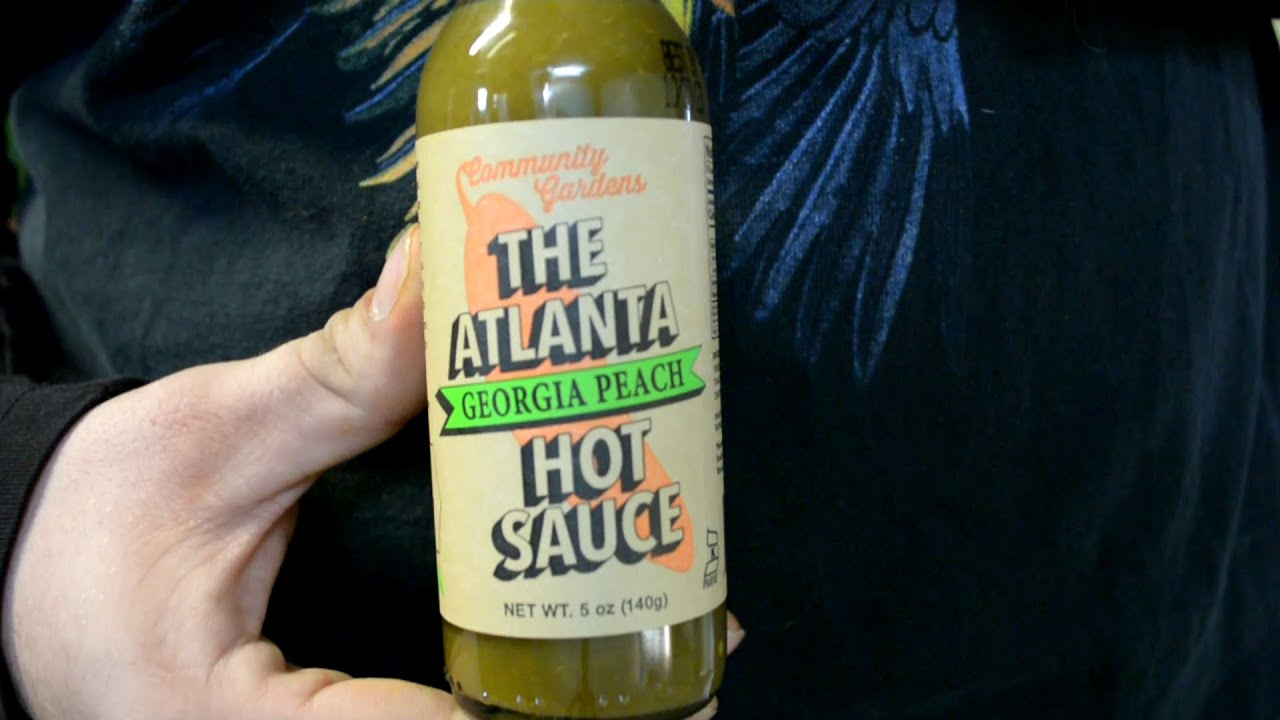 Community
Gardens
THE
ATLANTA
GEORGIA PEACH
HOT
SAUCE
NET WT. 5 oz (140g)